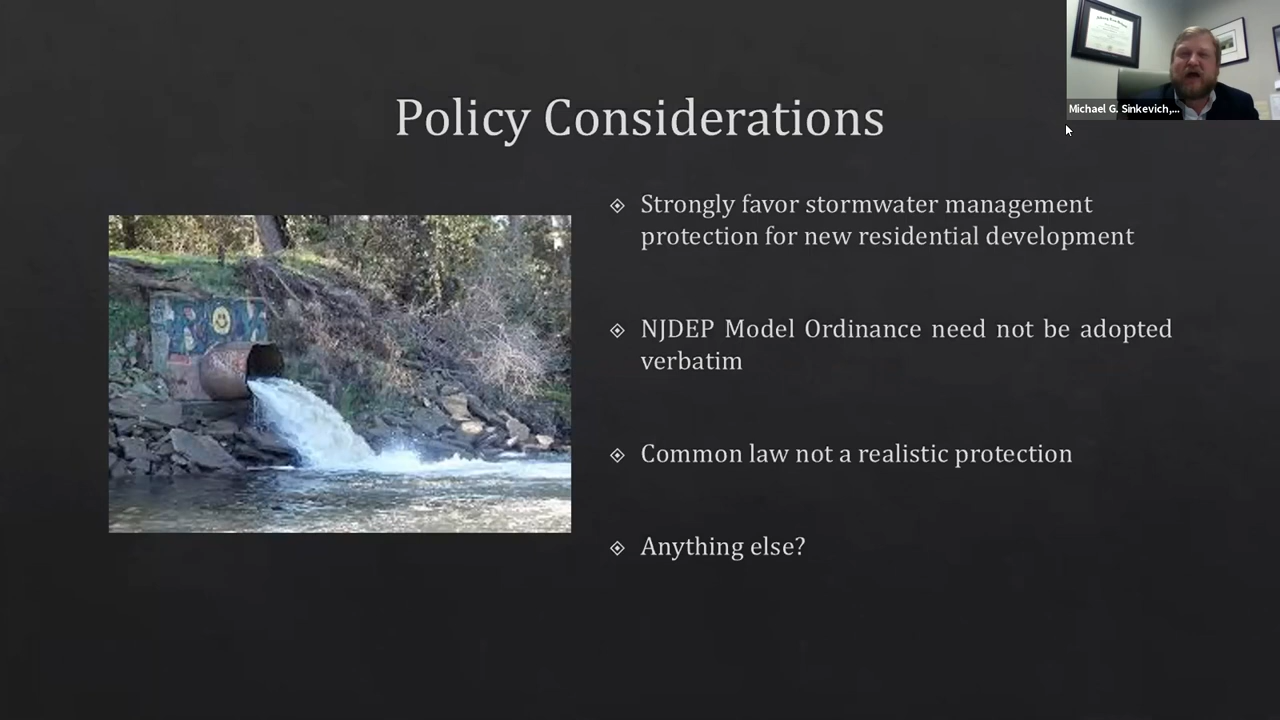 Policy Considerations
Michael G. Sinkevich,...
Strongly favor stormwater management
protection for new residential development
NJDEP Model Ordinance need not be adopted
verbatim
Common law not a realistic protection
Anything else?